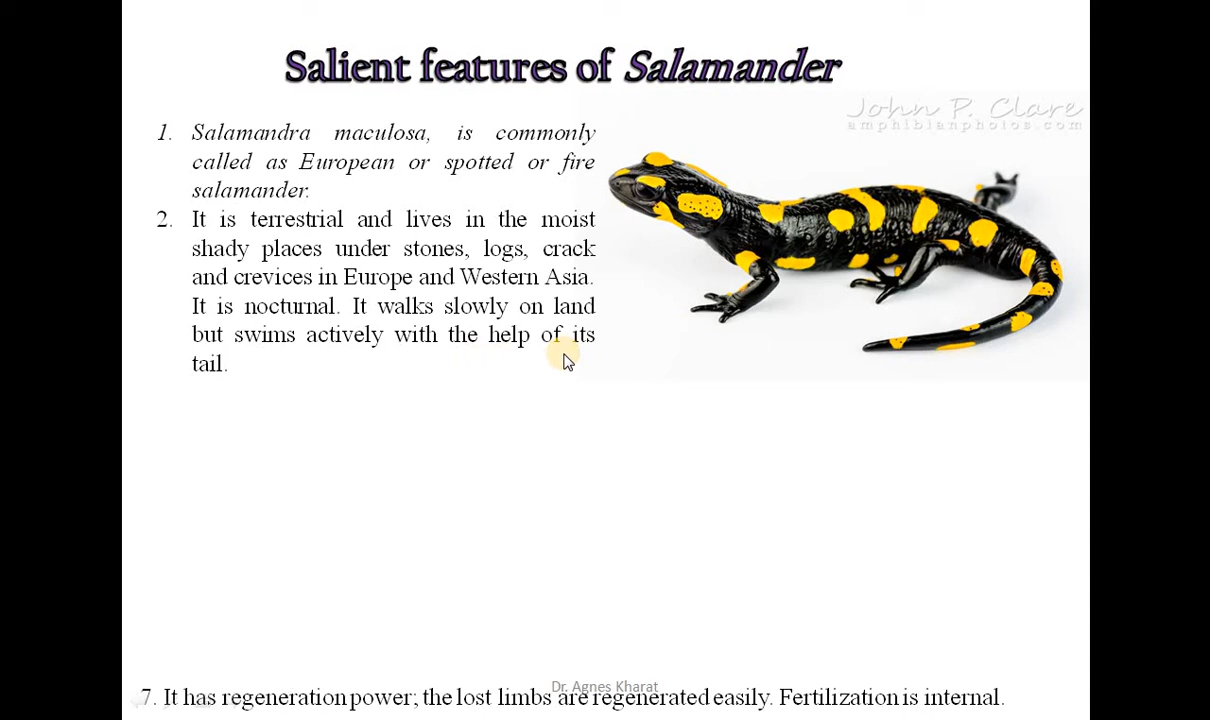 Salient features of Salamander
John P. Clare
amphibianphotos.com
1. Salamandra maculosa, is commonly
called as European or spotted or fire
salamander.
2. It is terrestrial and lives in the moist
shady places under stones, logs, crack
and crevices in Europe and Western Asia.
It is nocturnal. It walks slowly on land
but swims actively with the help of its
tail.
Dr. Agnes Kharat
7. It has regeneration power; the lost limbs are regenerated easily. Fertilization is internal.